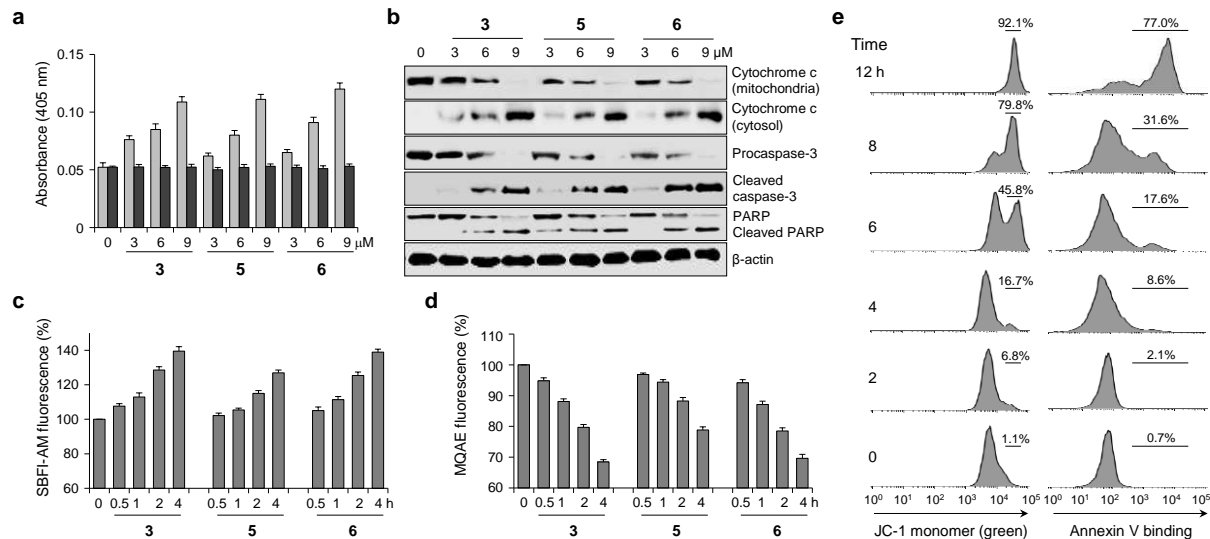 a
Absorbance (405 nm)
0.15
0.10
0.05
0
0 3 6 9 3 6 9 3 6 9 μM
3 5 6
b
3 5 6
0 3 6 9 3 6 9 3 6 9 μM
Cytochrome c
(mitochondria)
Cytochrome c
(cytosol)
Procaspase-3
Cleaved
caspase-3
PARP
Cleaved PARP
β-actin
c
SBFI-AM fluorescence (%)
140
120
100
80
60
0 0.5 1 2 4 0.5 1 2 4 0.5 1 2 4 h
3 5 6
d
MQAE fluorescence (%)
110
100
90
80
70
60
0 0.5 1 2 4 0.5 1 2 4 0.5 1 2 4 h
3 5 6
e
Time
12 h
92.1% 77.0%
8
79.8% 31.6%
6
45.8% 17.6%
4
16.7% 8.6%
2
6.8% 2.1%
0
1.1% 0.7%
10⁰ 10¹ 10² 10³ 10⁴ 10⁵ 10⁰ 10¹ 10² 10³ 10⁴ 10⁵
JC-1 monomer (green) Annexin V binding